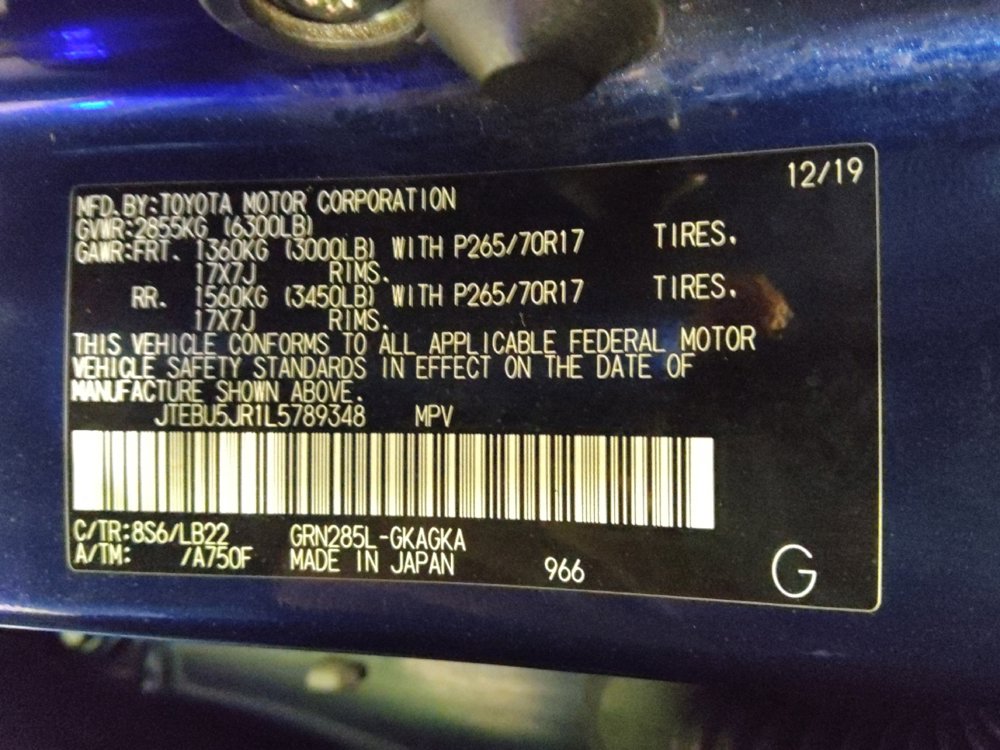 12/19
MFD. BY:TOYOTA MOTOR CORPORATION
GVWR:2855KG (6300LB)
GAWR:FRT. 1360KG (3000LB) WITH P265/70R17 TIRES.
17X7J RIMS.
RR. 1560KG (3450LB) WITH P265/70R17 TIRES.
17X7J RIMS.
THIS VEHICLE CONFORMS TO ALL APPLICABLE FEDERAL MOTOR
VEHICLE SAFETY STANDARDS IN EFFECT ON THE DATE OF
MANUFACTURE SHOWN ABOVE.
JTEBU5JR1L5789348 MPV
C/TR:8S6/LB22 GRN285L-GKAGKA
A/TM: /A750F MADE IN JAPAN 966
G